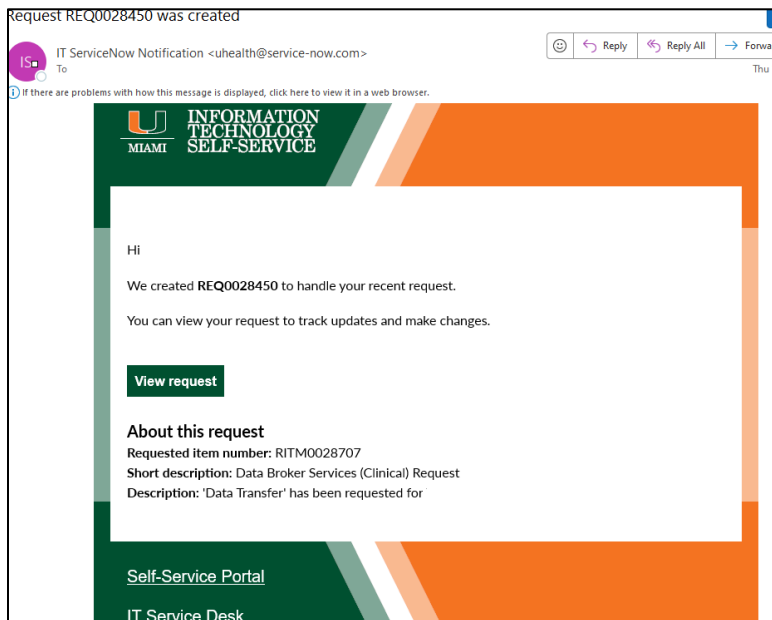 Request REQ0028450 was created
IS
IT ServiceNow Notification <uhealth@service-now.com>
To
Reply
Reply All
Forwa
Thu
If there are problems with how this message is displayed, click here to view it in a web browser.
U
MIAMI
INFORMATION
TECHNOLOGY
SELF-SERVICE
Hi
We created REQ0028450 to handle your recent request.
You can view your request to track updates and make changes.
View request
About this request
Requested item number: RITM0028707
Short description: Data Broker Services (Clinical) Request
Description: 'Data Transfer' has been requested for
Self-Service Portal
IT Service Desk